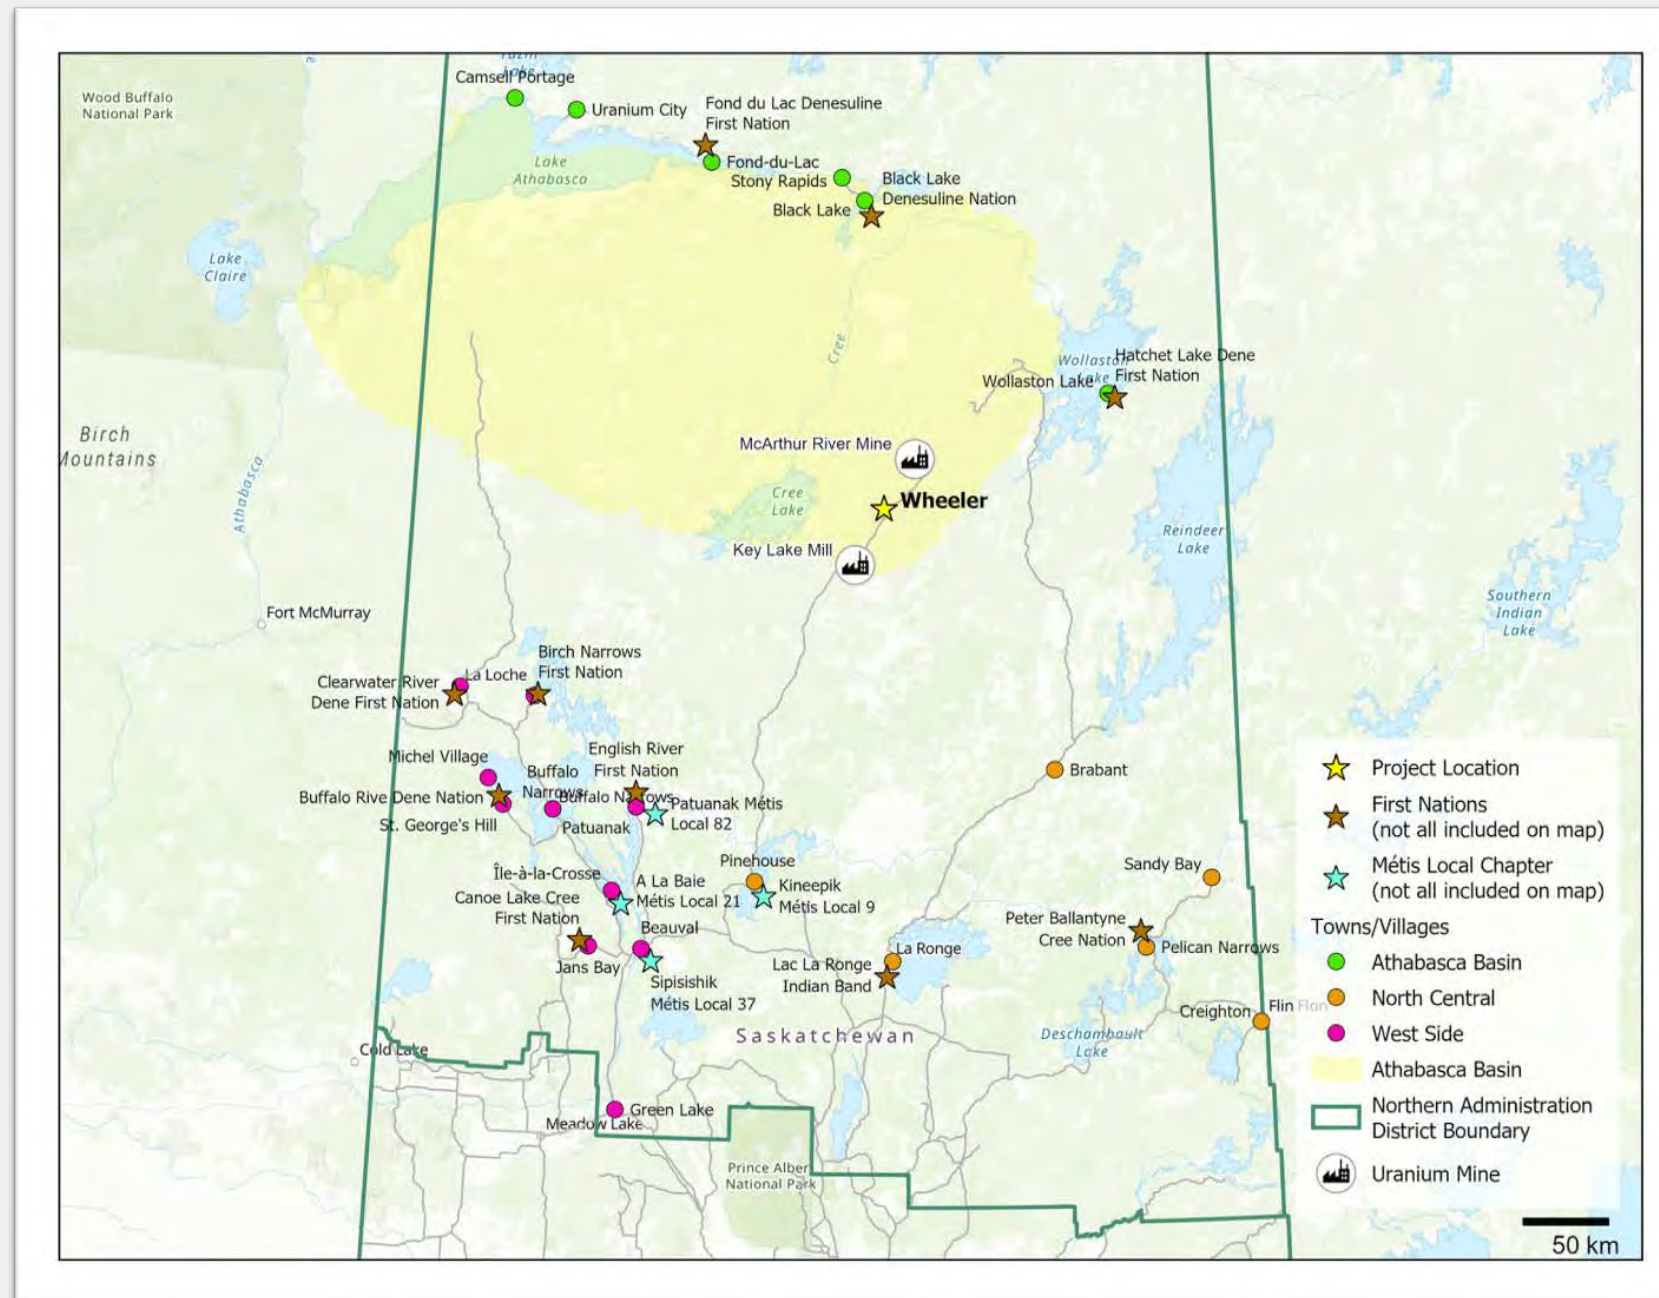 Camsell Portage
Wood Buffalo
National Park
Uranium City
Fond du Lac Denesuline
First Nation
Lake
Athabasca
Fond-du-Lac
Stony Rapids
Black Lake
Denesuline Nation
Black Lake
Lake
Claire
Cree
Wollaston
Lake
Hatchet Lake Dene
First Nation
Wollaston Lake
Birch
Mountains
Athabasca
McArthur River Mine
Wheeler
Cree
Lake
Key Lake Mill
Reindeer
Lake
Southern
Indian
Lake
Fort McMurray
Birch Narrows
First Nation
La Loche
Clearwater River
Dene First Nation
Michel Village
English River
First Nation
Buffalo
Narrows
Buffalo Narrows
Buffalo Rive Dene Nation
St. George's Hill
Patuanak
Patuanak Métis
Local 82
Brabant
Île-à-la-Crosse
A La Baie
Métis Local 21
Pinehouse
Kineepik
Métis Local 9
Sandy Bay
Canoe Lake Cree
First Nation
Beauval
Jans Bay
Sipisishik
Métis Local 37
Peter Ballantyne
Cree Nation
Pelican Narrows
La Ronge
Lac La Ronge
Indian Band
Creighton
Flin Flon
Saskatchewan
Deschambault
Lake
Cold Lake
Green Lake
Meadow Lake
Prince Alber
National Park
Project Location
First Nations
(not all included on map)
Métis Local Chapter
(not all included on map)
Towns/Villages
Athabasca Basin
North Central
West Side
Athabasca Basin
Northern Administration
District Boundary
Uranium Mine
50 km